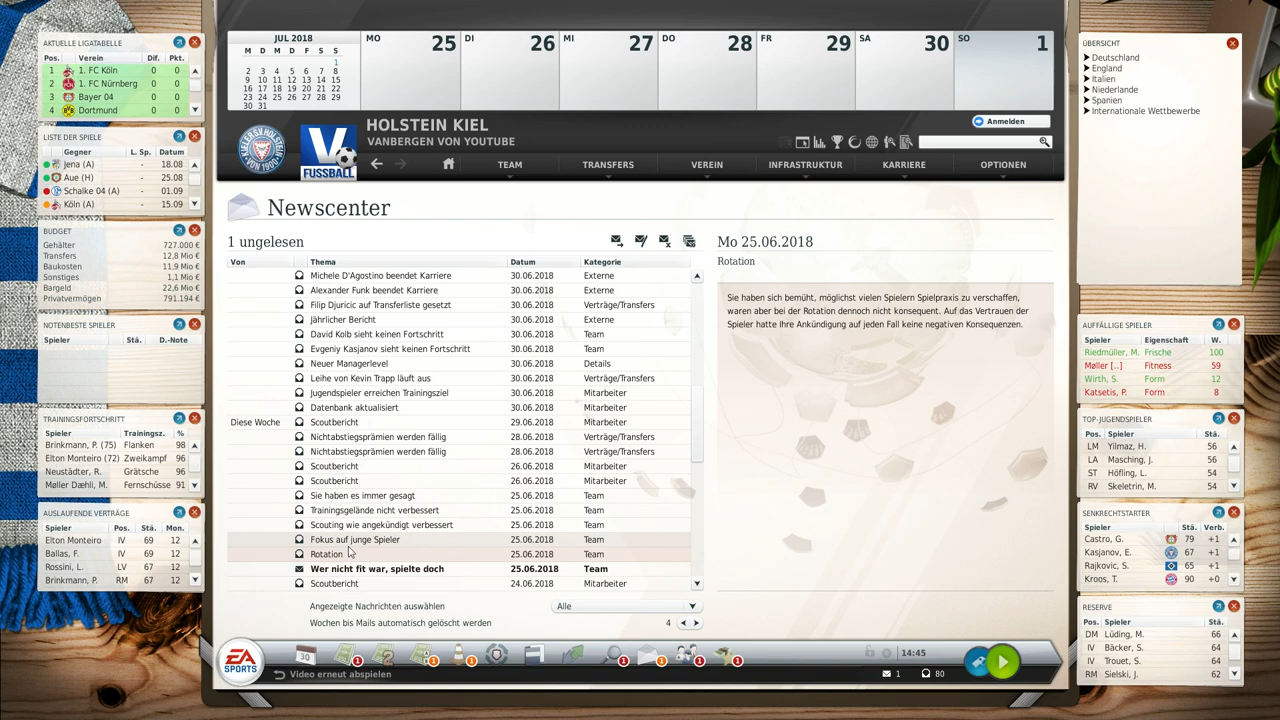 AKTUELLE LIGATABELLE
Pos. Verein Dif. Pkt.
1 1. FC Köln 0 0
2 1. FC Nürnberg 0 0
3 Bayer 04 0 0
4 Dortmund 0 0
LISTE DER SPIELE
Gegner L. Sp. Datum
Jena (A) - 18.08
Aue (H) - 25.08
Schalke 04 (A) - 01.09
Köln (A) - 15.09
BUDGET
Gehälter 727.000 €
Transfers 12,8 Mio €
Baukosten 11,9 Mio €
Sonstiges 1,1 Mio €
Bargeld 22,6 Mio €
Privatvermögen 791.194 €
NOTENBESTE SPIELER
Spieler Stä. D.-Note
TRAININGSFORTSCHRITT
Spieler Trainingsz. %
Brinkmann, P. (75) Flanken 98
Elton Monteiro (72) Zweikampf 96
Neustädter, R. Grätsche 96
Møller Dæhli, M. Fernschüsse 91
AUSLAUFENDE VERTRÄGE
Spieler Pos. Stä. Mon.
Elton Monteiro IV 69 12
Ballas, F. IV 69 12
Rossini, L. LV 67 12
Brinkmann, P. RM 67 12
JUL 2018
M D M D F S S
1
2 3 4 5 6 7 8
9 10 11 12 13 14 15
16 17 18 19 20 21 22
23 24 25 26 27 28 29
30 31
MO 25 DI 26 MI 27 DO 28 FR 29 SA 30 SO 1
HOLSTEIN KIEL
VANBERGEN VON YOUTUBE
Anmelden
V
FUSSBALL
TEAM TRANSFERS VEREIN INFRASTRUKTUR KARRIERE OPTIONEN
Newscenter
1 ungelesen
Von Thema Datum Kategorie
Michele D'Agostino beendet Karriere 30.06.2018 Externe
Alexander Funk beendet Karriere 30.06.2018 Externe
Filip Djuricic auf Transferliste gesetzt 30.06.2018 Verträge/Transfers
Jährlicher Bericht 30.06.2018 Externe
David Kolb sieht keinen Fortschritt 30.06.2018 Team
Evgeniy Kasjanov sieht keinen Fortschritt 30.06.2018 Team
Neuer Managerlevel 30.06.2018 Details
Leihe von Kevin Trapp läuft aus 30.06.2018 Verträge/Transfers
Jugendspieler erreichen Trainingsziel 30.06.2018 Mitarbeiter
Datenbank aktualisiert 30.06.2018 Mitarbeiter
Diese Woche Scoutbericht 29.06.2018 Mitarbeiter
Nichtabstiegsprämien werden fällig 28.06.2018 Verträge/Transfers
Nichtabstiegsprämien werden fällig 28.06.2018 Verträge/Transfers
Scoutbericht 26.06.2018 Mitarbeiter
Scoutbericht 26.06.2018 Mitarbeiter
Sie haben es immer gesagt 25.06.2018 Team
Trainingsgelände nicht verbessert 25.06.2018 Team
Scouting wie angekündigt verbessert 25.06.2018 Team
Fokus auf junge Spieler 25.06.2018 Team
Rotation 25.06.2018 Team
Wer nicht fit war, spielte doch 25.06.2018 Team
Scoutbericht 24.06.2018 Mitarbeiter
Angezeigte Nachrichten auswählen Alle
Wochen bis Mails automatisch gelöscht werden 4
Mo 25.06.2018
Rotation
Sie haben sich bemüht, möglichst vielen Spielern Spielpraxis zu verschaffen,
waren aber bei der Rotation dennoch nicht konsequent. Auf das Vertrauen der
Spieler hatte Ihre Ankündigung auf jeden Fall keine negativen Konsequenzen.
EA
SPORTS
30 1 1 1 1 1 1 1
14:45
Video erneut abspielen
1 80
ÜBERSICHT
Deutschland
England
Italien
Niederlande
Spanien
Internationale Wettbewerbe
AUFFÄLLIGE SPIELER
Spieler Eigenschaft W.
Riedmüller, M. Frische 100
Møller [..] Fitness 59
Wirth, S. Form 12
Katsetis, P. Form 8
TOP-JUGENDSPIELER
Pos. Spieler Stä.
LM Yilmaz, H. 56
LA Masching, J. 56
ST Höfling, L. 54
RV Skeletrin, M. 54
SENKRECHTSTARTER
Spieler Stä. Verb.
Castro, G. 79 +1
Kasjanov, E. 67 +1
Rajkovic, S. 65 +1
Kroos, T. 90 +0
RESERVE
Pos. Spieler Stä.
DM Lüding, M. 66
IV Bäcker, S. 64
IV Trouet, S. 64
RM Sielski, J. 62